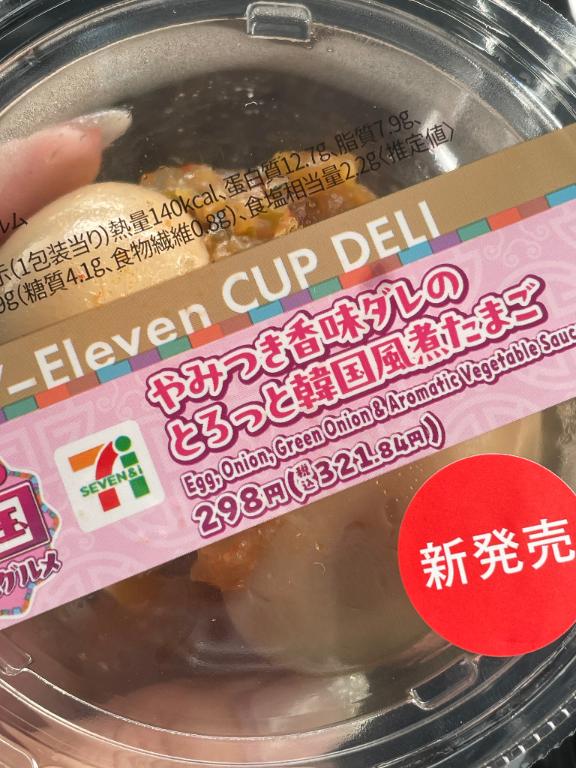 ルム
示(1包装当り)熱量140kcal、蛋白質12.7g、脂質7.9g、
9g(糖質4.1g、食物繊維0.8g)、食塩相当量2.2g(推定値)
-Eleven CUP DELI
やみつき香味ダレの
とろっと韓国風煮たまご
Egg, Onion, Green Onion & Aromatic Vegetable Sauc
298円(税込321.84円)
7
SEVEN&i
グルメ
新発売